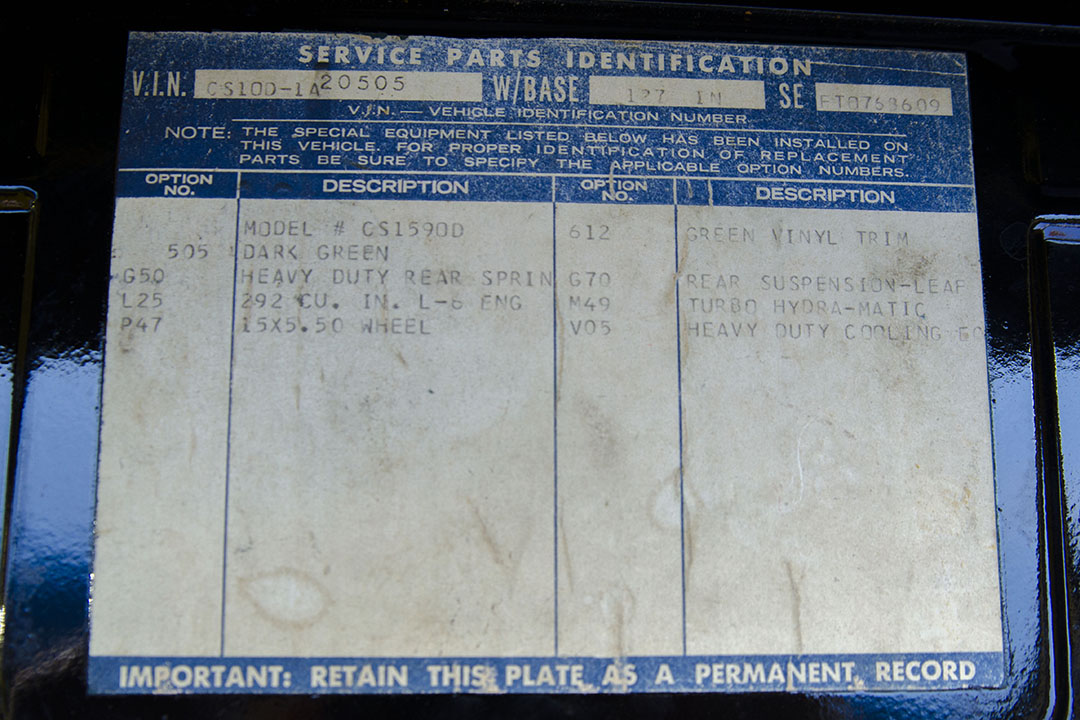 SERVICE PARTS IDENTIFICATION
V.I.N. CS10D-1A20505 W/BASE 127 IN SE
V.I.N. — VEHICLE IDENTIFICATION NUMBER
NOTE: THE SPECIAL EQUIPMENT LISTED BELOW HAS BEEN INSTALLED ON
THIS VEHICLE. FOR PROPER IDENTIFICATION OF REPLACEMENT
PARTS BE SURE TO SPECIFY THE APPLICABLE OPTION NUMBERS.
OPTION NO. DESCRIPTION OPTION NO. DESCRIPTION
MODEL # CS1590D 612 GREEN VINYL TRIM
505 DARK GREEN
G50 HEAVY DUTY REAR SPRIN G70 REAR SUSPENSION-LEAF
L25 292 CU. IN. L-6 ENG M49 TURBO HYDRA-MATIC
P47 15X5.50 WHEEL V05 HEAVY DUTY COOLING
IMPORTANT: RETAIN THIS PLATE AS A PERMANENT RECORD